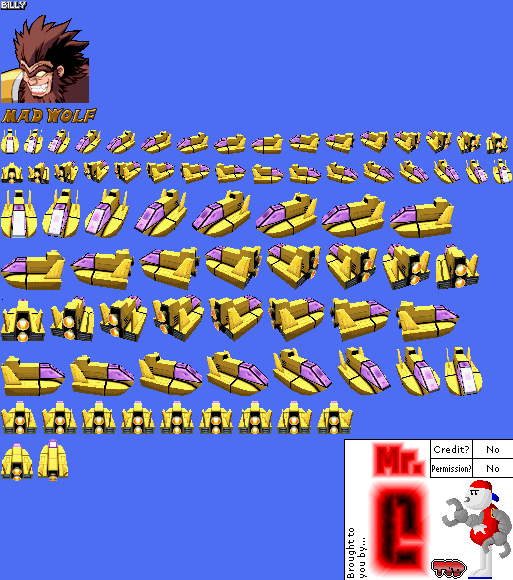 BILLY
MAD WOLF
Mr.
C
Credit? No
Permission? No
Brought to
you by...